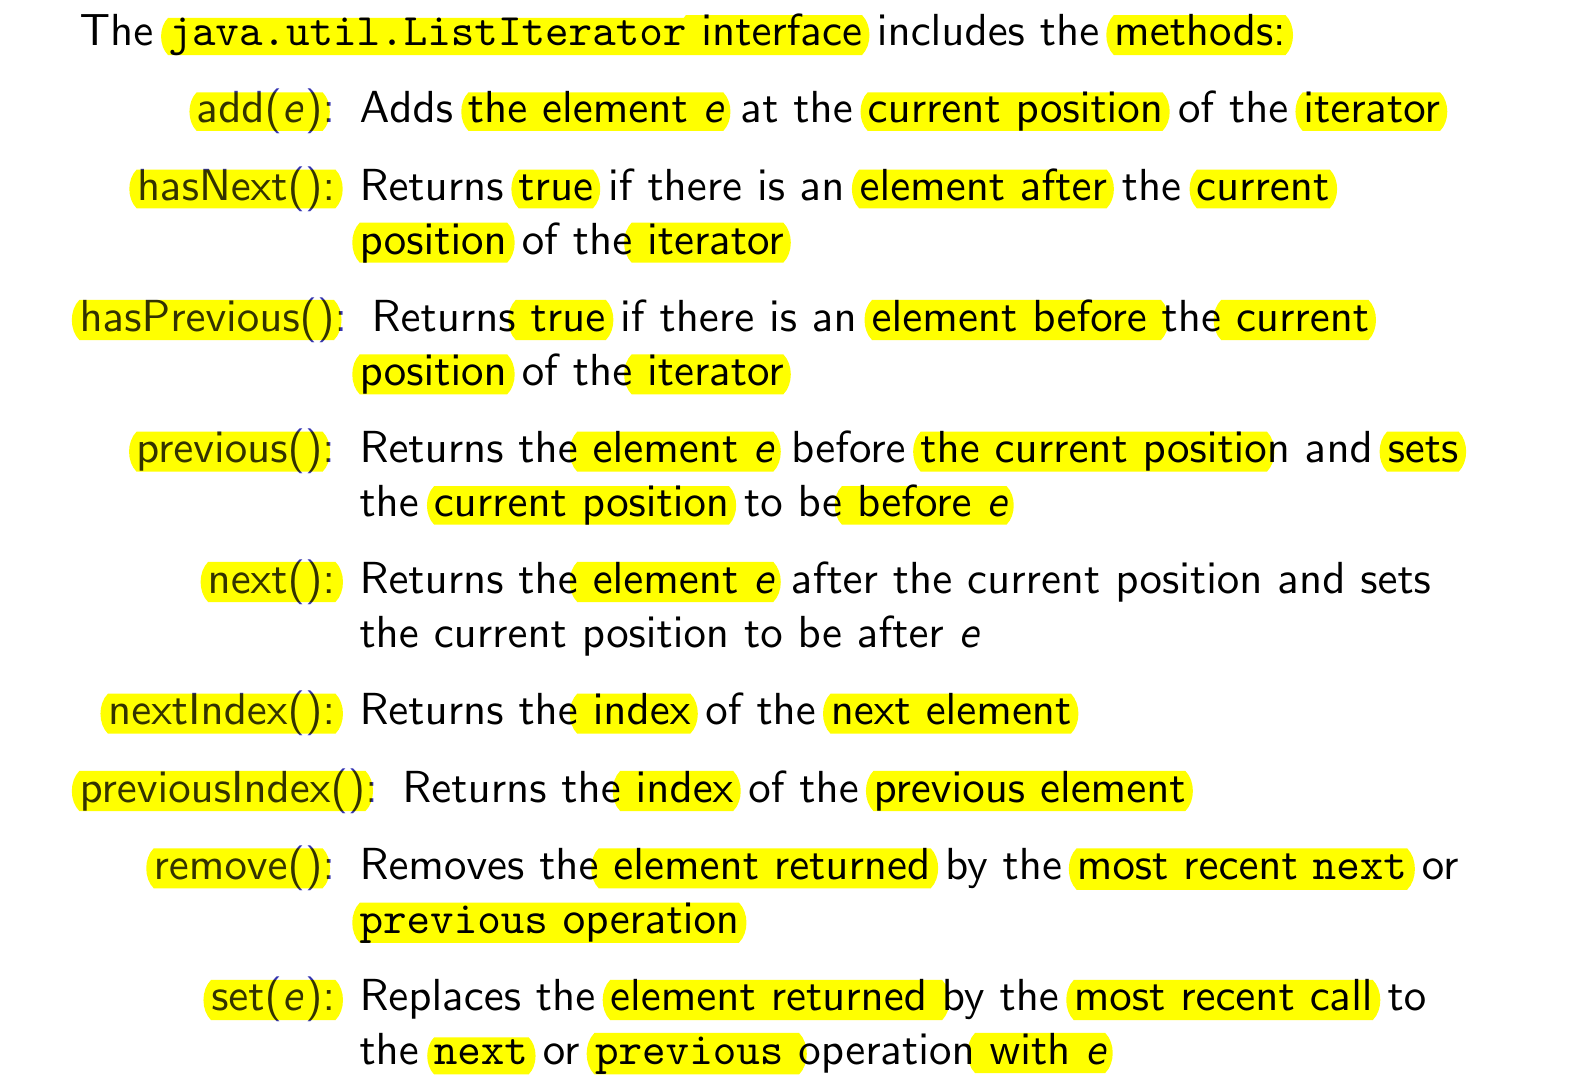 The java.util.ListIterator interface includes the methods:
add(e): Adds the element e at the current position of the iterator
hasNext(): Returns true if there is an element after the current
position of the iterator
hasPrevious(): Returns true if there is an element before the current
position of the iterator
previous(): Returns the element e before the current position and sets
the current position to be before e
next(): Returns the element e after the current position and sets
the current position to be after e
nextIndex(): Returns the index of the next element
previousIndex(): Returns the index of the previous element
remove(): Removes the element returned by the most recent next or
previous operation
set(e): Replaces the element returned by the most recent call to
the next or previous operation with e